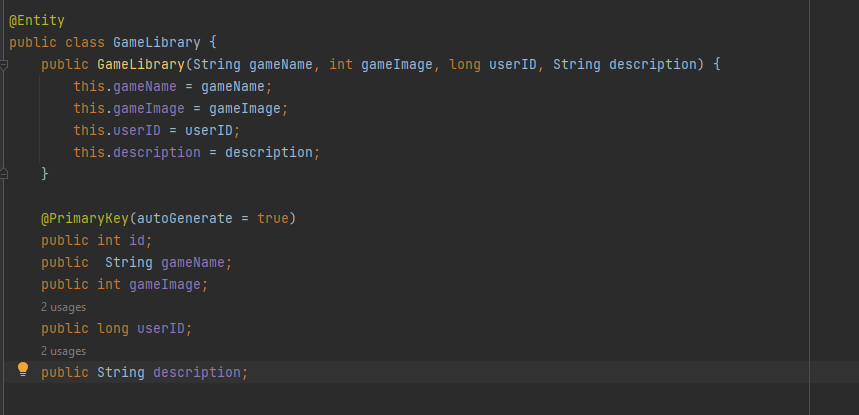 @Entity
public class GameLibrary {
public GameLibrary(String gameName, int gameImage, long userID, String description) {
this.gameName = gameName;
this.gameImage = gameImage;
this.userID = userID;
this.description = description;
}
@PrimaryKey(autoGenerate = true)
public int id;
public  String gameName;
public int gameImage;
2 usages
public long userID;
2 usages
public String description;